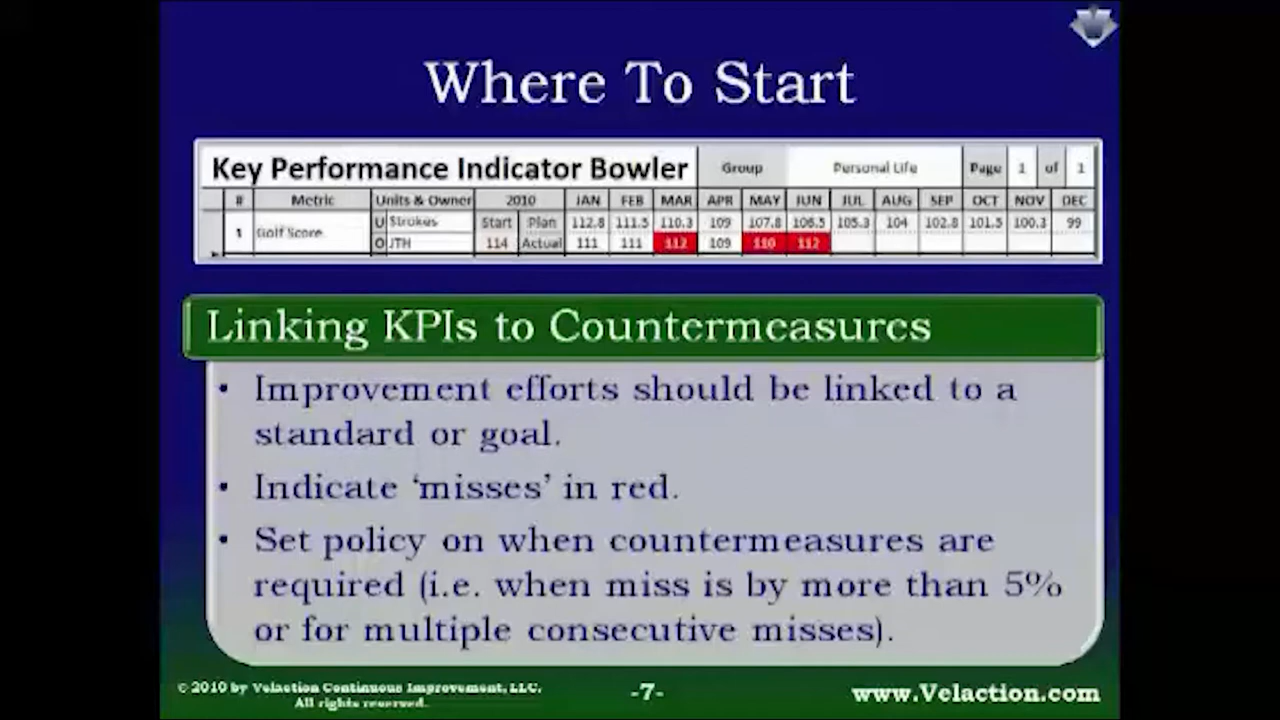 Where To Start
Key Performance Indicator Bowler Group Personal Life Page 1 of 1
# Metric Units & Owner 2010 JAN FEB MAR APR MAY JUN JUL AUG SEP OCT NOV DEC
1 Golf Score U Strokes Start Plan 112.8 111.5 110.3 109 107.8 106.5 105.3 104 102.8 101.5 100.3 99
O JTH 114 Actual 111 111 112 109 110 112
Linking KPIs to Countermeasures
• Improvement efforts should be linked to a
standard or goal.
• Indicate ‘misses’ in red.
• Set policy on when countermeasures are
required (i.e. when miss is by more than 5%
or for multiple consecutive misses).
© 2010 by Velaction Continuous Improvement, LLC.
All rights reserved.
-7-
www.Velaction.com